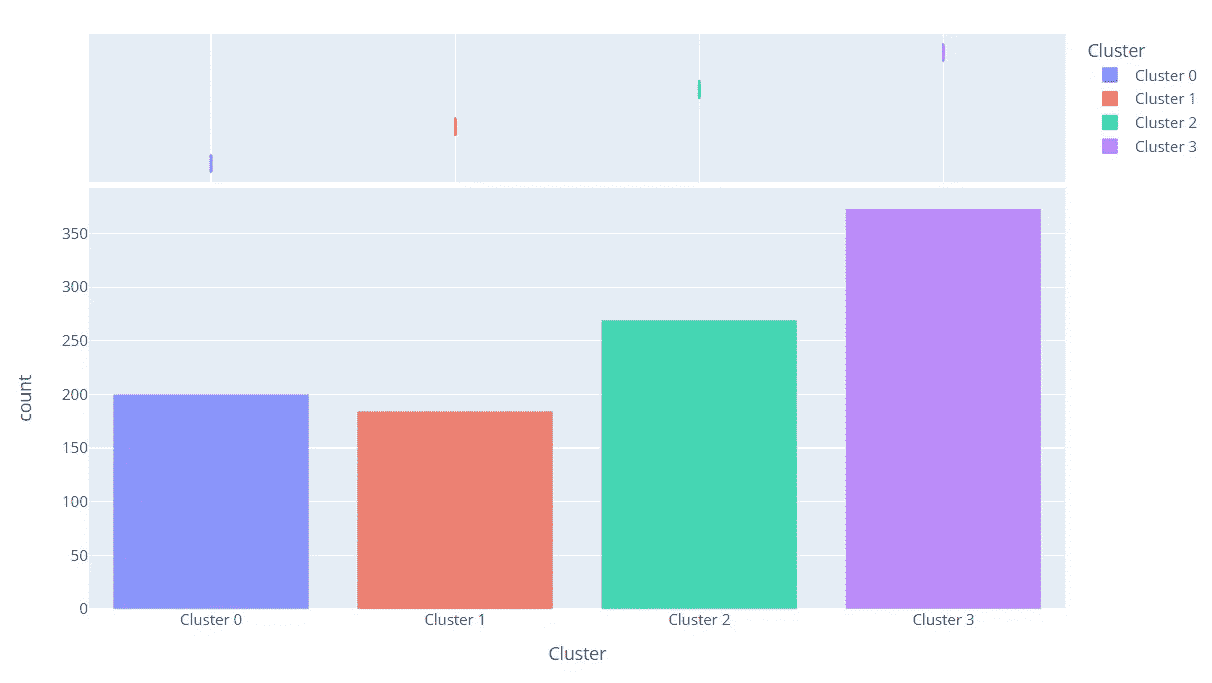 Cluster
Cluster 0
Cluster 1
Cluster 2
Cluster 3
350
300
250
200
150
100
50
0
count
Cluster 0 Cluster 1 Cluster 2 Cluster 3
Cluster